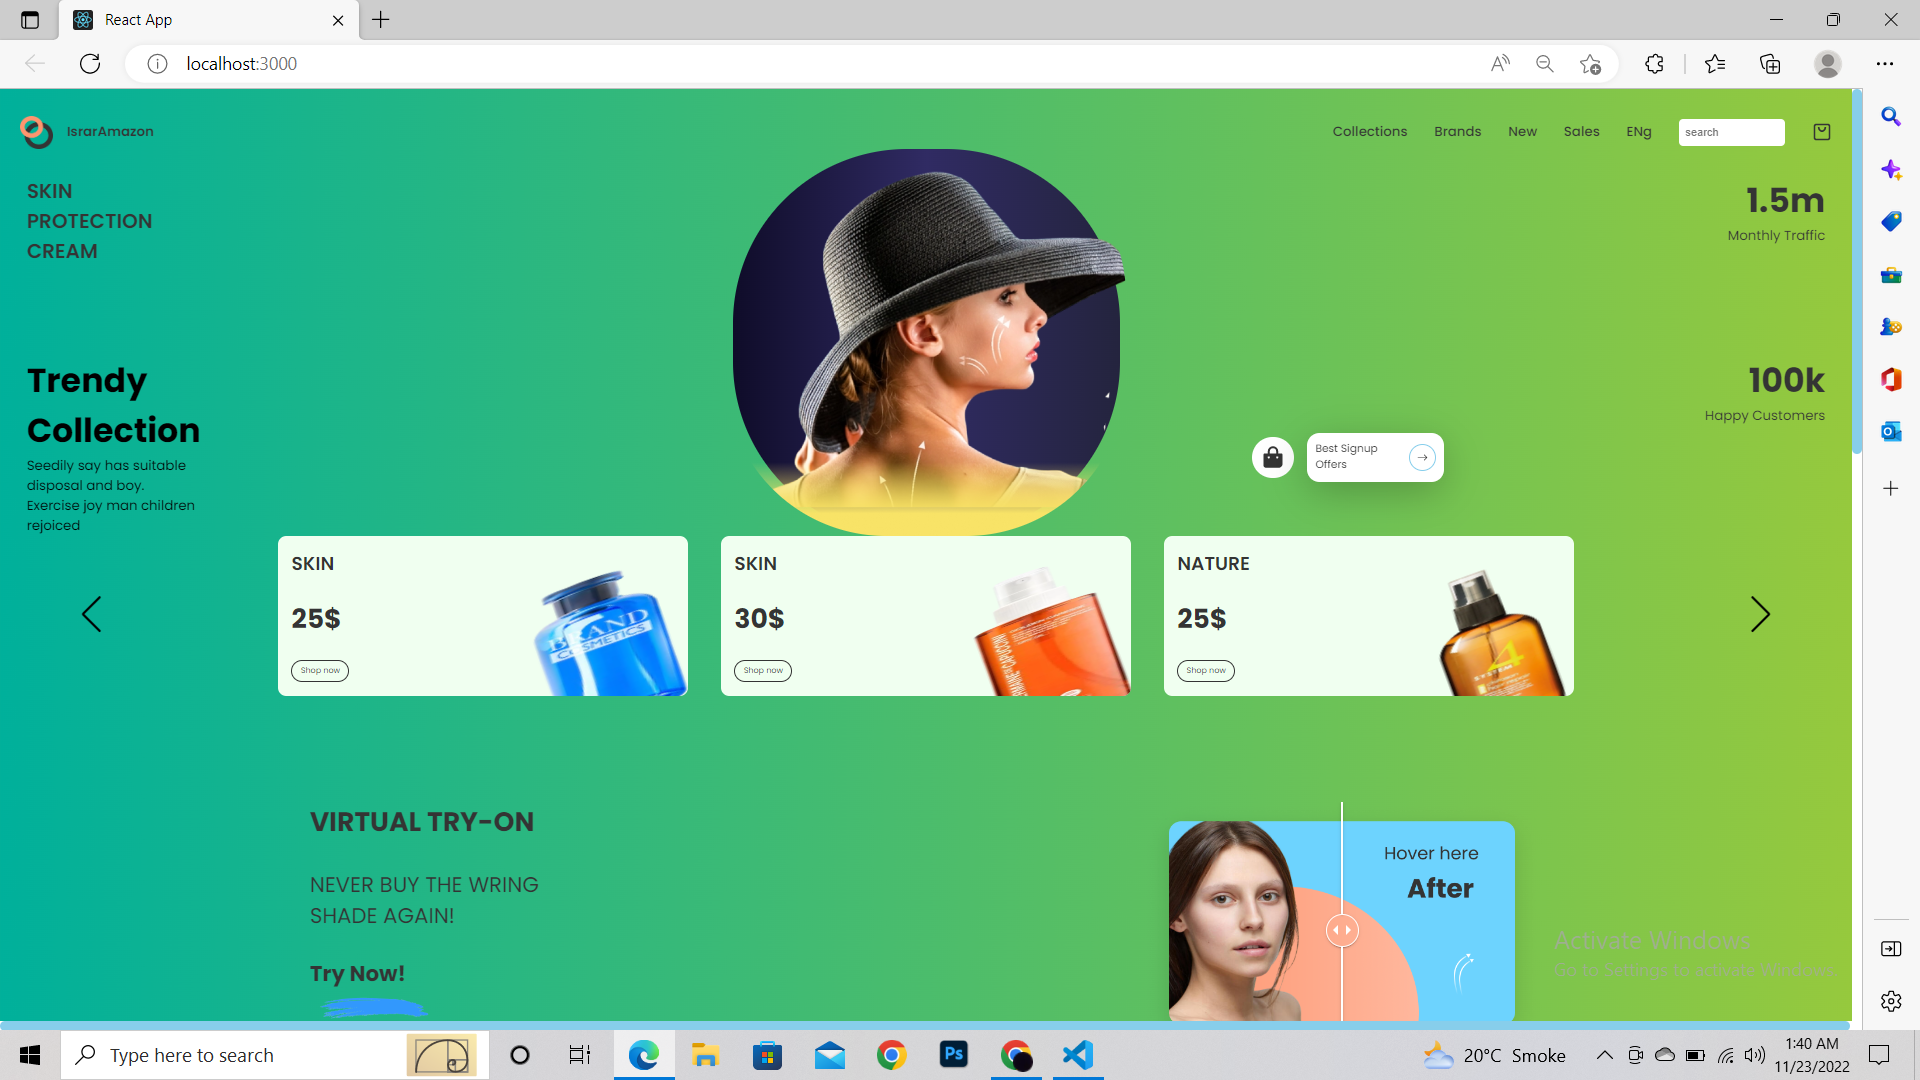 React App
localhost:3000
IsrarAmazon
Collections
Brands
New
Sales
ENg
search
SKIN
PROTECTION
CREAM
1.5m
Monthly Traffic
Trendy
Collection
Seedily say has suitable
disposal and boy.
Exercise joy man children
rejoiced
100k
Happy Customers
Best Signup
Offers
SKIN
25$
Shop now
BRAND
COSMETICS
SKIN
30$
Shop now
NATURE
25$
Shop now
4
VIRTUAL TRY-ON
NEVER BUY THE WRING
SHADE AGAIN!
Try Now!
Hover here
After
Activate Windows
Go to Settings to activate Windows.
Type here to search
Ps
20°C Smoke
1:40 AM
11/23/2022